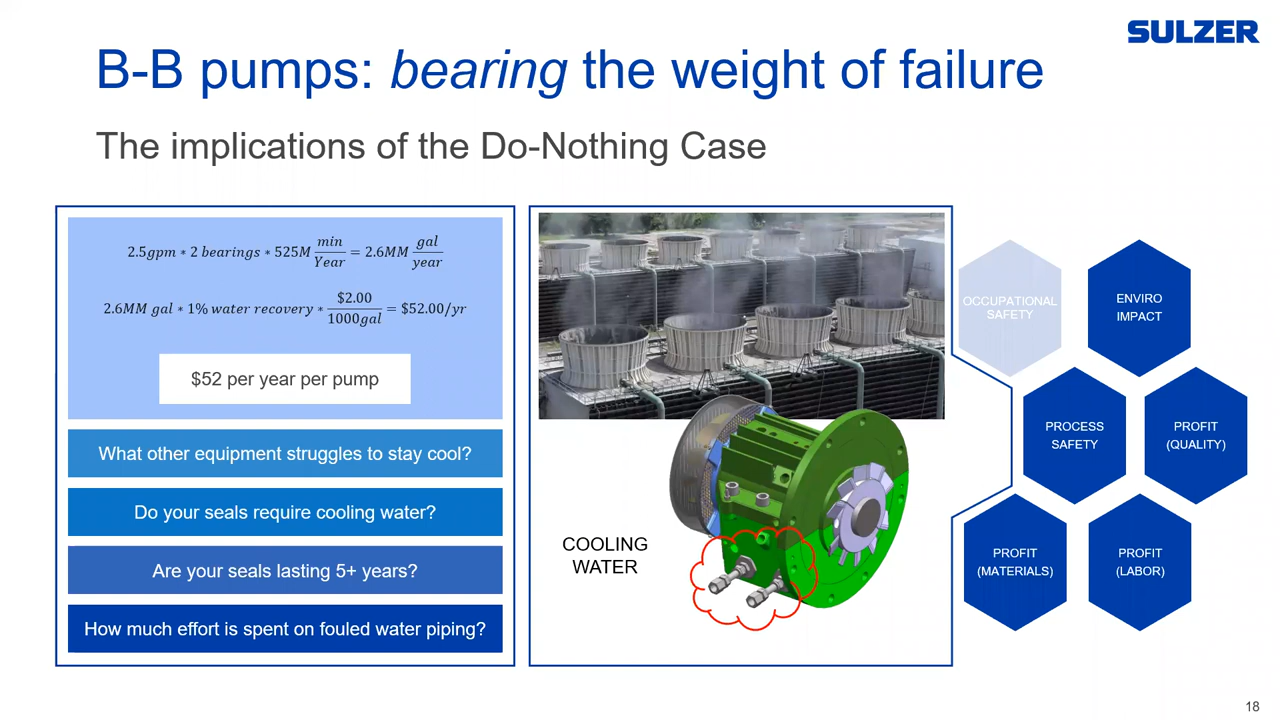 SULZER
B-B pumps: bearing the weight of failure
The implications of the Do-Nothing Case
2.5gpm * 2 bearings * 525M min/Year = 2.6MM gal/year
2.6MM gal * 1% water recovery * $2.00/1000gal = $52.00/yr
$52 per year per pump
What other equipment struggles to stay cool?
Do your seals require cooling water?
Are your seals lasting 5+ years?
How much effort is spent on fouled water piping?
COOLING
WATER
OCCUPATIONAL
SAFETY
ENVIRO
IMPACT
PROCESS
SAFETY
PROFIT
(QUALITY)
PROFIT
(MATERIALS)
PROFIT
(LABOR)
18